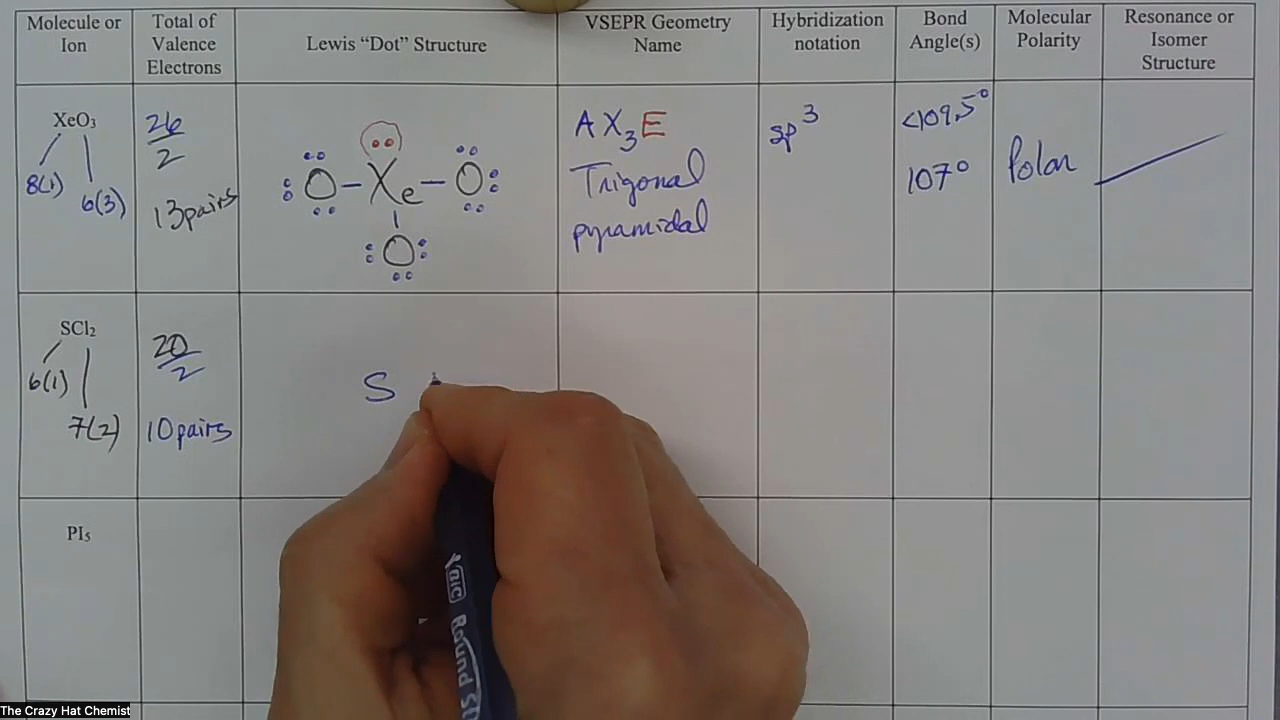 Molecule or Ion
Total of Valence Electrons
Lewis “Dot” Structure
VSEPR Geometry Name
Hybridization notation
Bond Angle(s)
Molecular Polarity
Resonance or Isomer Structure
XeO₃
8(1)
6(3)
26
2
13pairs
O–Xe–O
O
AX₃E
Trigonal
pyramidal
sp³
<109.5°
107°
Polar
SCl₂
6(1)
7(2)
20
2
10pairs
S
PI₅
BIC
The Crazy Hat Chemist